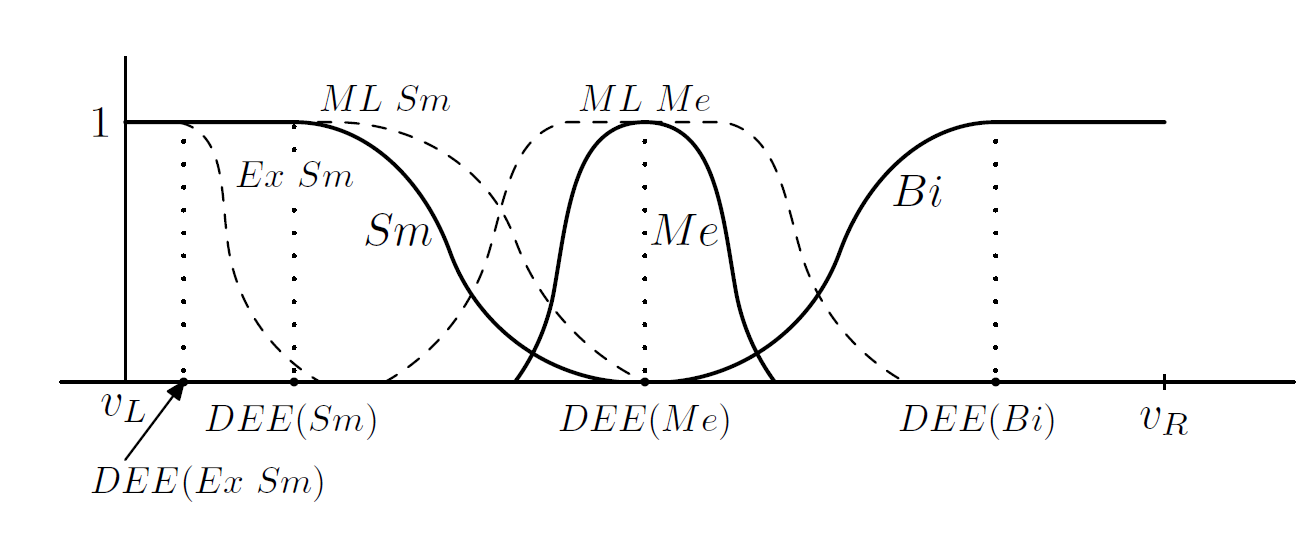 ML Sm
ML Me
1
Ex Sm
Bi
Sm
Me
v_L
DEE(Sm)
DEE(Me)
DEE(Bi)
v_R
DEE(Ex Sm)